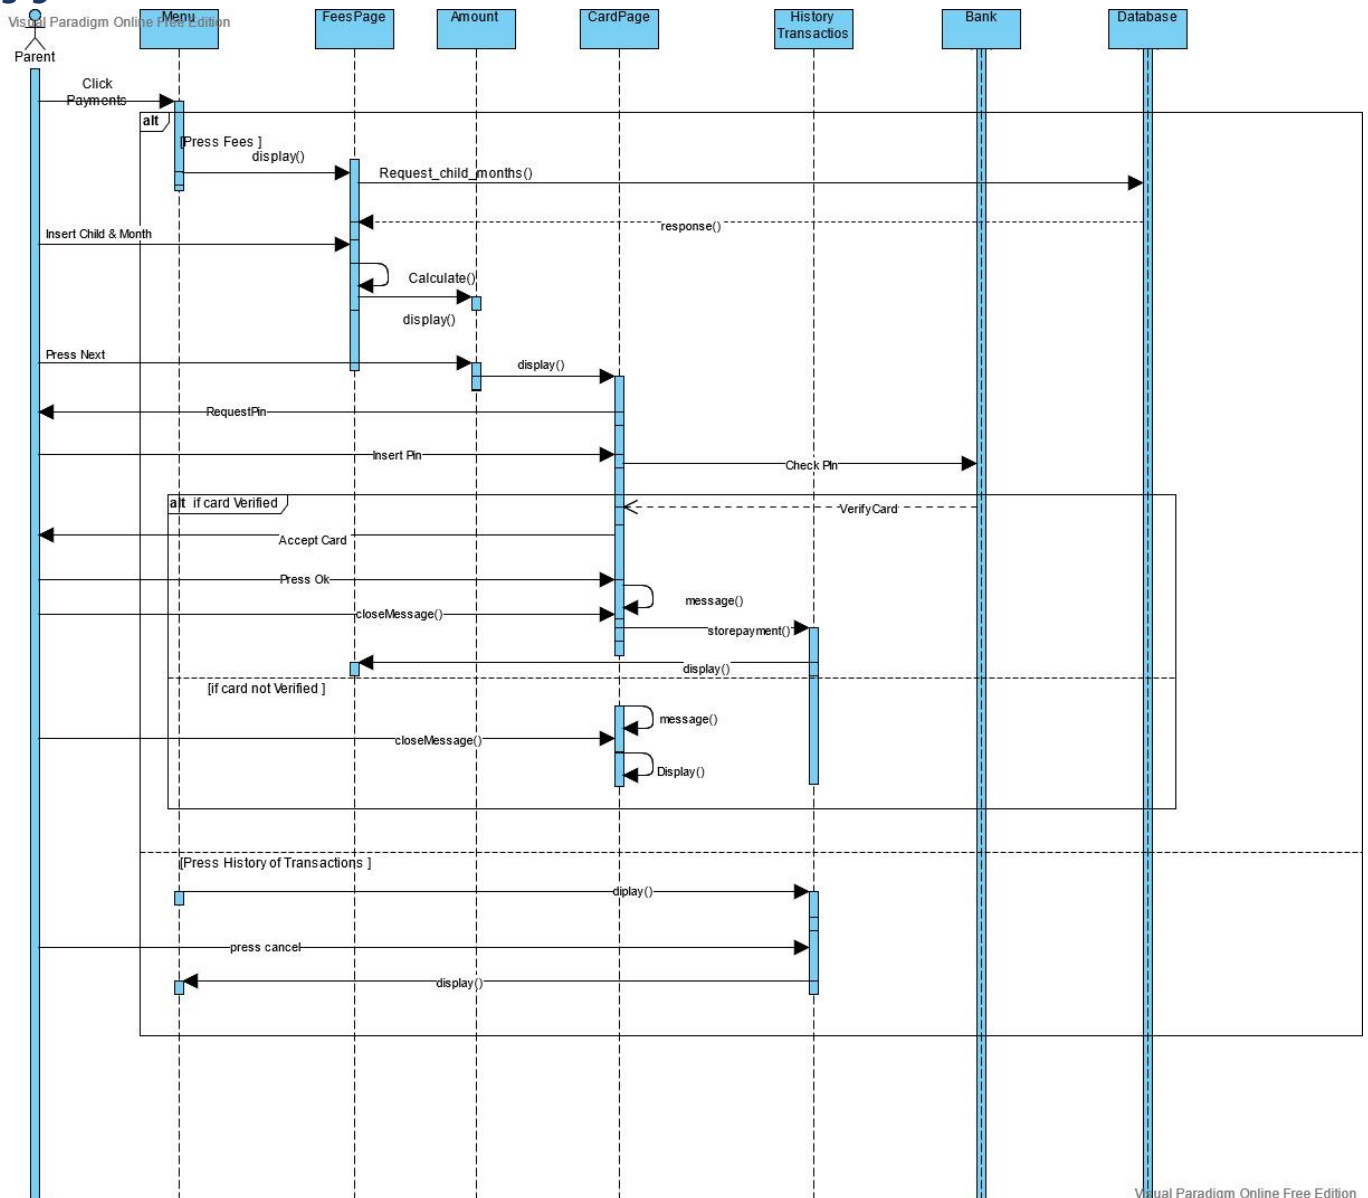 Visual Paradigm Online Free Edition
Menu
FeesPage
Amount
CardPage
History
Transactios
Bank
Database
Parent
Click
Payments
alt
[Press Fees ]
display()
Request_child_months()
response()
Insert Child & Month
Calculate()
display()
Press Next
display()
RequestPin
Insert Pin
Check PIn
alt if card Verified
VerifyCard
Accept Card
Press Ok
message()
closeMessage()
storepayment()
display()
[if card not Verified ]
message()
closeMessage()
Display()
[Press History of Transactions ]
diplay()
press cancel
display()
Visual Paradigm Online Free Edition